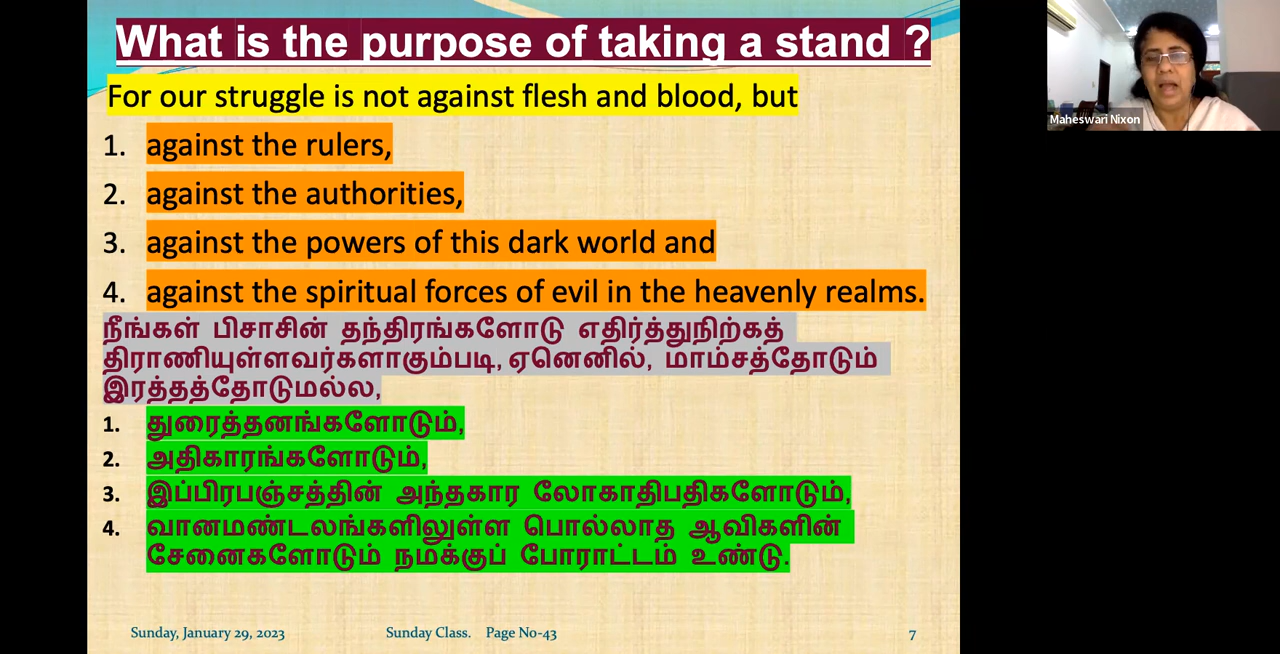 What is the purpose of taking a stand ?
For our struggle is not against flesh and blood, but
1. against the rulers,
2. against the authorities,
3. against the powers of this dark world and
4. against the spiritual forces of evil in the heavenly realms.
நீங்கள் பிசாசின் தந்திரங்களோடு எதிர்த்துநிற்கத்
திராணியுள்ளவர்களாகும்படி, ஏனெனில், மாம்சத்தோடும்
இரத்தத்தோடுமல்ல,
1. துரைத்தனங்களோடும்,
2. அதிகாரங்களோடும்,
3. இப்பிரபஞ்சத்தின் அந்தகார லோகாதிபதிகளோடும்,
4. வானமண்டலங்களிலுள்ள பொல்லாத ஆவிகளின்
சேனைகளோடும் நமக்குப் போராட்டம் உண்டு.
Sunday, January 29, 2023 Sunday Class. Page No-43 7
Maheswari Nixon